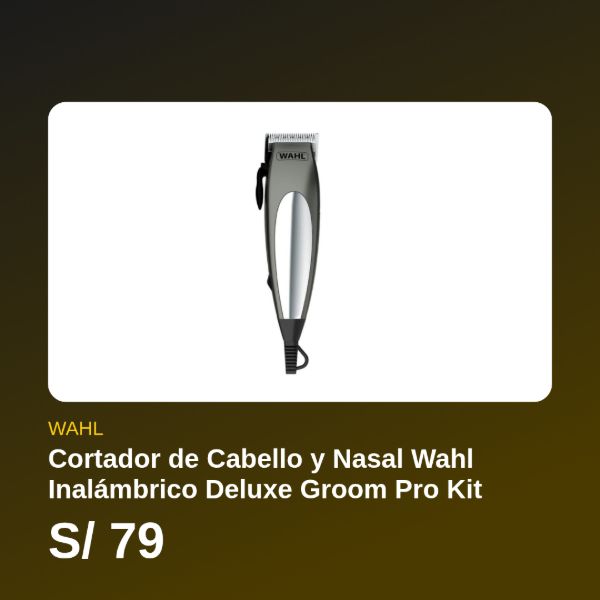 WAHL
WAHL
Cortador de Cabello y Nasal Wahl
Inalámbrico Deluxe Groom Pro Kit
S/ 79